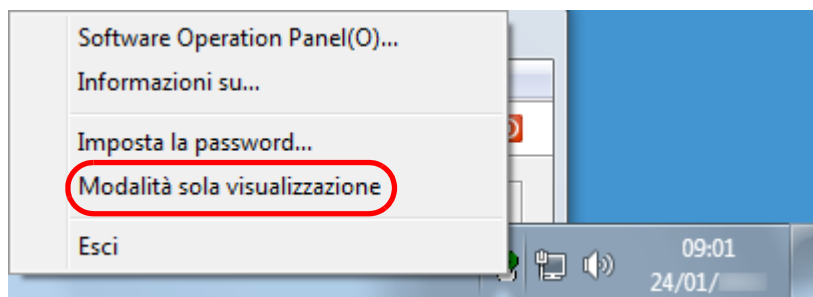 Software Operation Panel(O)...
Informazioni su...
Imposta la password...
Modalità sola visualizzazione
Esci
09:01
24/01/